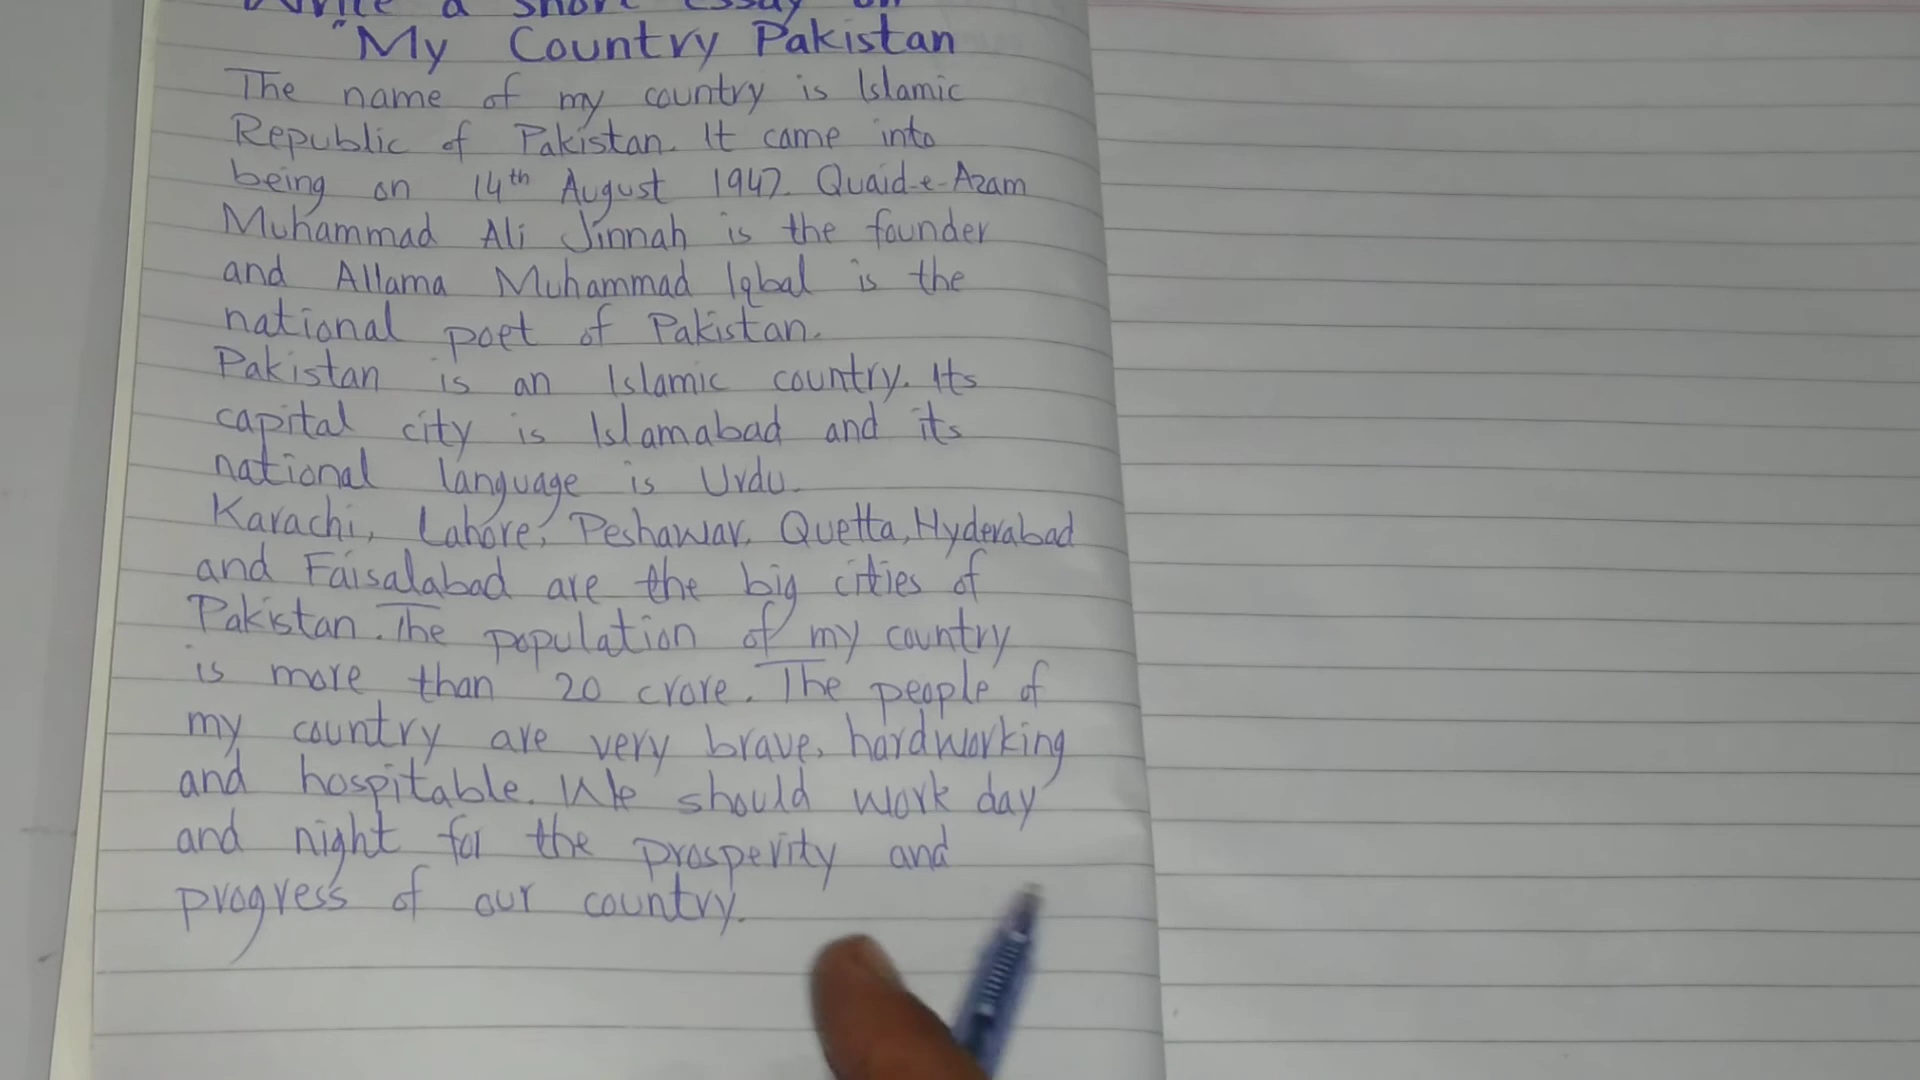 Write a short essay on
"My Country Pakistan
The name of my country is Islamic
Republic of Pakistan. It came into
being on 14th August 1947. Quaid-e-Azam
Muhammad Ali Jinnah is the founder
and Allama Muhammad Iqbal is the
national poet of Pakistan.
Pakistan is an Islamic country. Its
capital city is Islamabad and its
national language is Urdu.
Karachi, Lahore, Peshawar, Quetta, Hyderabad
and Faisalabad are the big cities of
Pakistan. The population of my country
is more than 20 crore. The people of
my country are very brave, hardworking
and hospitable. We should work day
and night for the prosperity and
progress of our country.